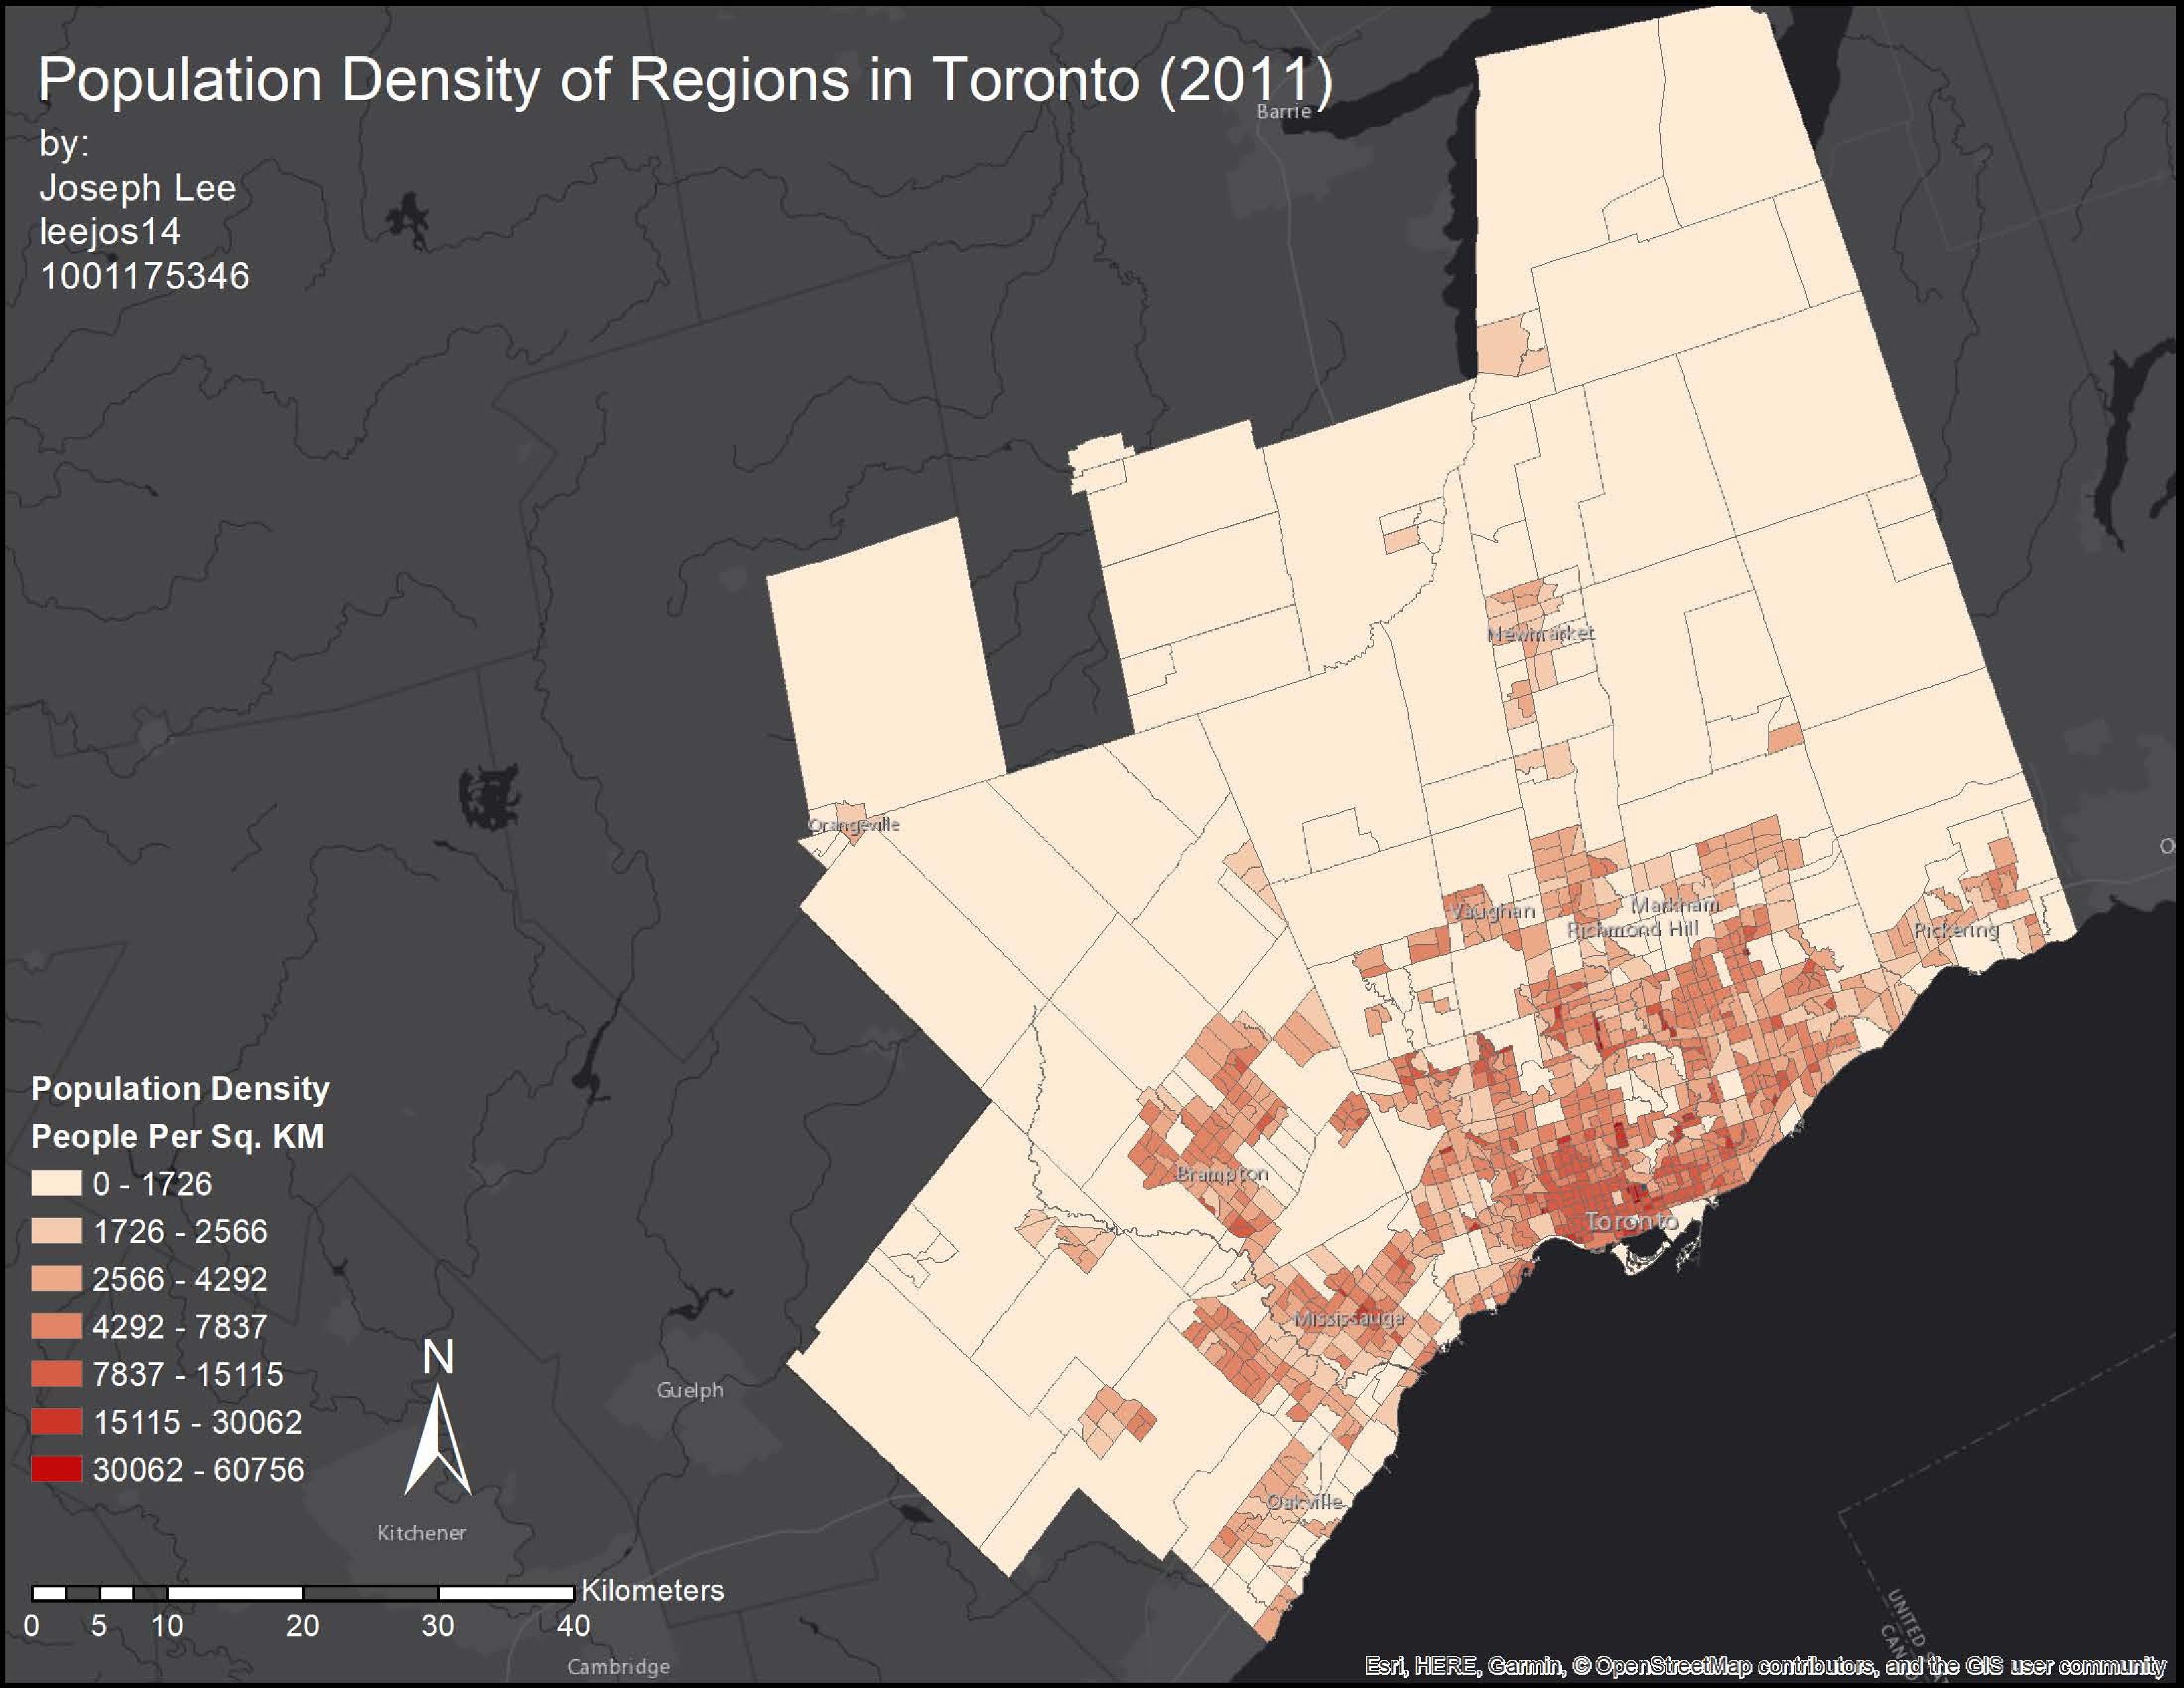 Population Density of Regions in Toronto (2011)
by:
Joseph Lee
leejos14
1001175346
Barrie
Newmarket
Orangeville
Vaughan
Markham
Richmond Hill
Pickering
Brampton
Toronto
Mississauga
Oakville
Guelph
Kitchener
Cambridge
Population Density
People Per Sq. KM
0 - 1726
1726 - 2566
2566 - 4292
4292 - 7837
7837 - 15115
15115 - 30062
30062 - 60756
N
Kilometers
0 5 10 20 30 40
UNITED
Esri, HERE, Garmin, © OpenStreetMap contributors, and the GIS user community